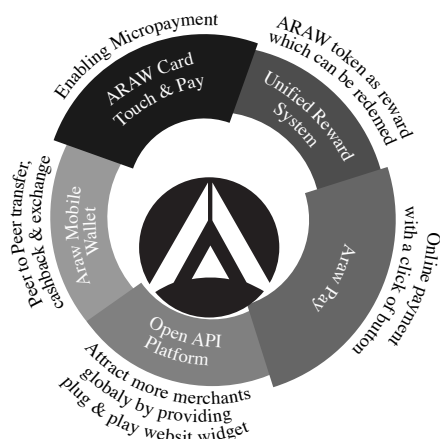 Enabling Micropayment
ARAW Card
Touch & Pay
ARAW token as reward
which can be redemed
Unified Reward
System
Online payment
with a click of button
Araw Pay
Attract more merchants
globaly by providing
plug & play websit widget
Open API
Platform
Peer to Peer transfer,
cashback & exchange
Araw Mobile
Wallet